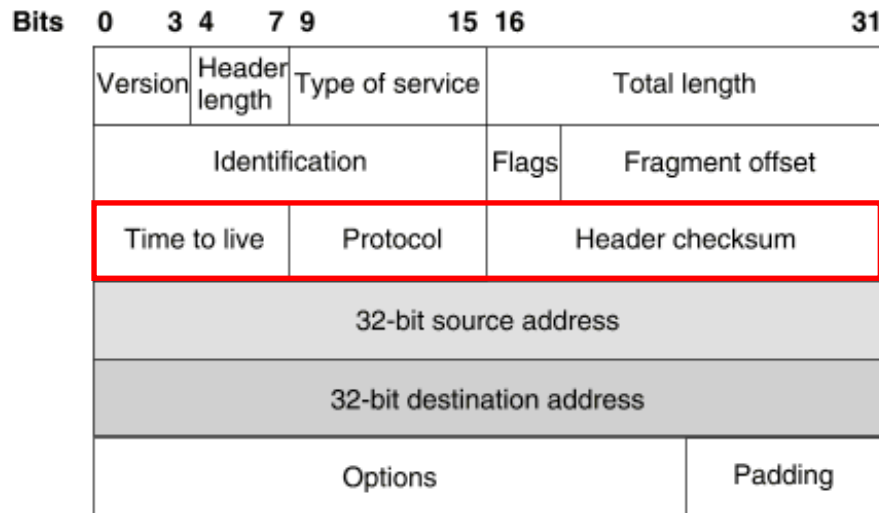 Bits 0 3 4 7 9 15 16 31
Version Header length Type of service Total length
Identification Flags Fragment offset
Time to live Protocol Header checksum
32-bit source address
32-bit destination address
Options Padding